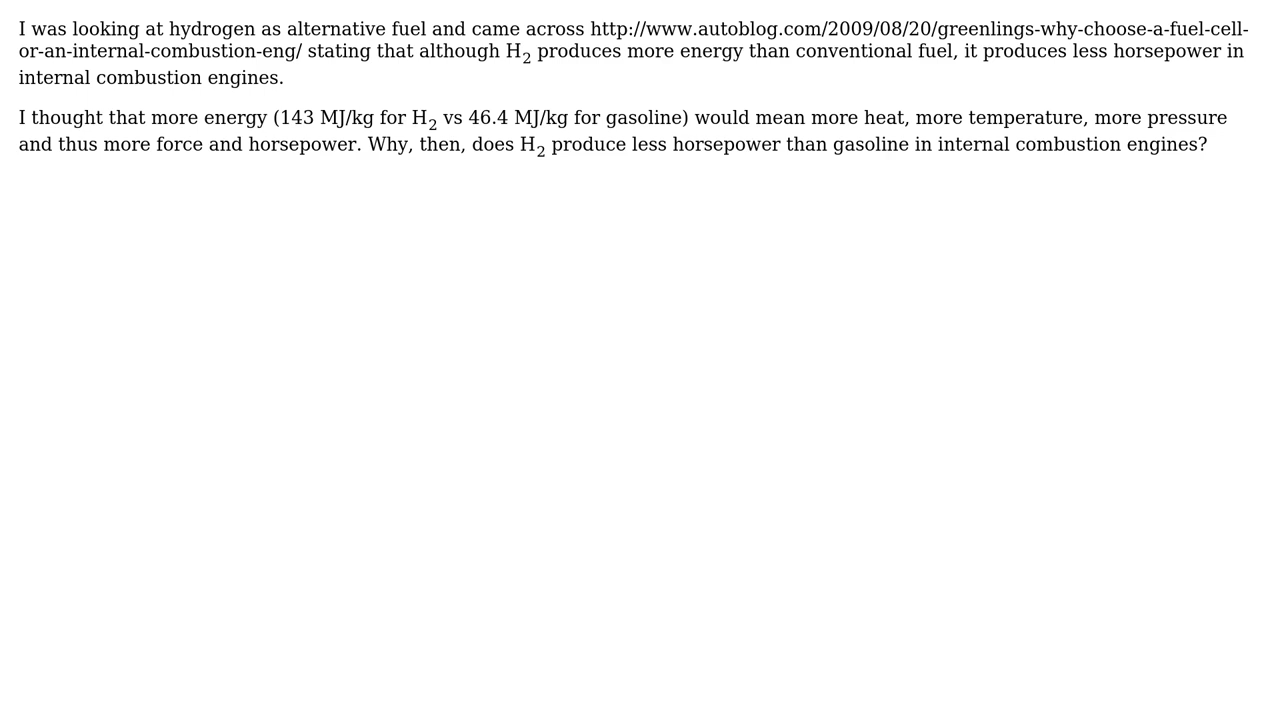 I was looking at hydrogen as alternative fuel and came across http://www.autoblog.com/2009/08/20/greenlings-why-choose-a-fuel-cell-
or-an-internal-combustion-eng/ stating that although H₂ produces more energy than conventional fuel, it produces less horsepower in
internal combustion engines.
I thought that more energy (143 MJ/kg for H₂ vs 46.4 MJ/kg for gasoline) would mean more heat, more temperature, more pressure
and thus more force and horsepower. Why, then, does H₂ produce less horsepower than gasoline in internal combustion engines?